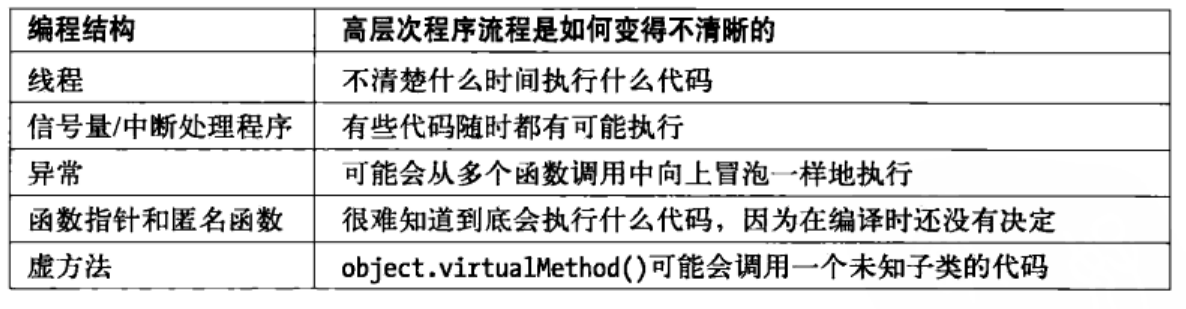 编程结构 高层次程序流程是如何变得不清晰的
线程 不清楚什么时间执行什么代码
信号量/中断处理程序 有些代码随时都有可能执行
异常 可能会从多个函数调用中向上冒泡一样地执行
函数指针和匿名函数 很难知道到底会执行什么代码，因为在编译时还没有决定
虚方法 object.virtualMethod()可能会调用一个未知子类的代码